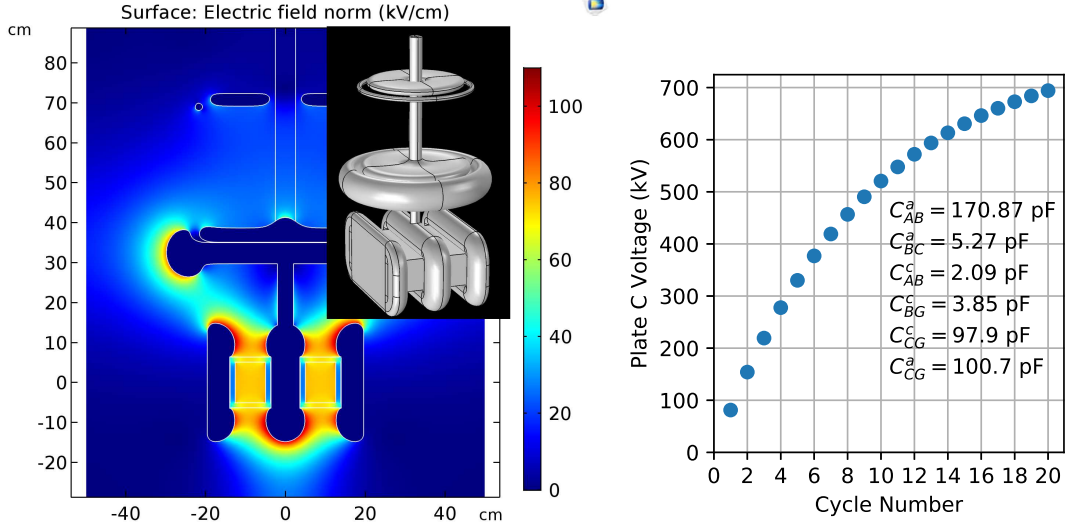 Surface: Electric field norm (kV/cm)
cm
80
70
60
50
40
30
20
10
0
-10
-20
-40
-20
0
20
40
cm
100
80
60
40
20
0
Plate C Voltage (kV)
700
600
500
400
300
200
100
0
C^a_AB = 170.87 pF
C^a_BC = 5.27 pF
C^c_AB = 2.09 pF
C^c_BG = 3.85 pF
C^c_CG = 97.9 pF
C^a_CG = 100.7 pF
0 2 4 6 8 10 12 14 16 18 20
Cycle Number